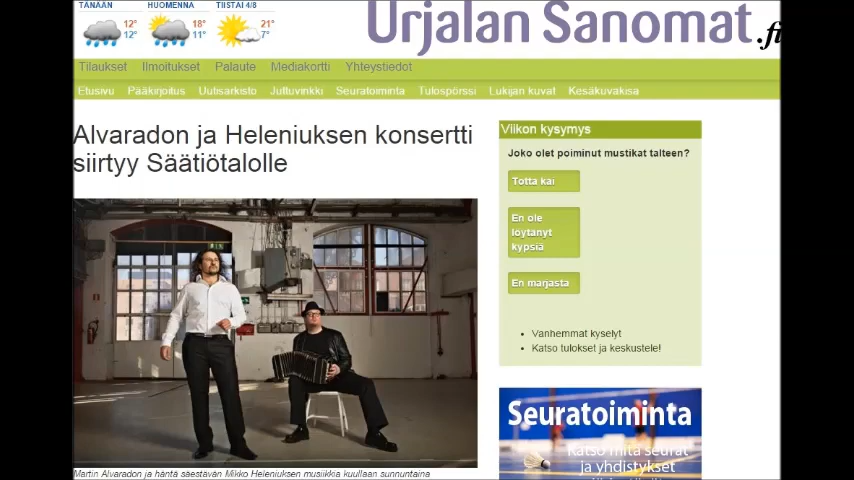 TÄNÄÄN HUOMENNA TIISTAI 4/8
12° 18° 21°
12° 11° 7°
Urjalan Sanomat.fi
Tilaukset Ilmoitukset Palaute Mediakortti Yhteystiedot
Etusivu Pääkirjoitus Uutisarkisto Juttuvinkki Seuratoiminta Tulospörssi Lukijan kuvat Kesäkuvakisa
Alvaradon ja Heleniuksen konsertti
siirtyy Säätiötalolle
Martin Alvaradon ja häntä säestävän Mikko Heleniuksen musiikkia kuullaan sunnuntaina
Viikon kysymys
Joko olet poiminut mustikat talteen?
Totta kai
En ole
löytänyt
kypsiä
En marjasta
Vanhemmat kyselyt
Katso tulokset ja keskustele!
Seuratoiminta
Katso mitä seurat
ja yhdistykset